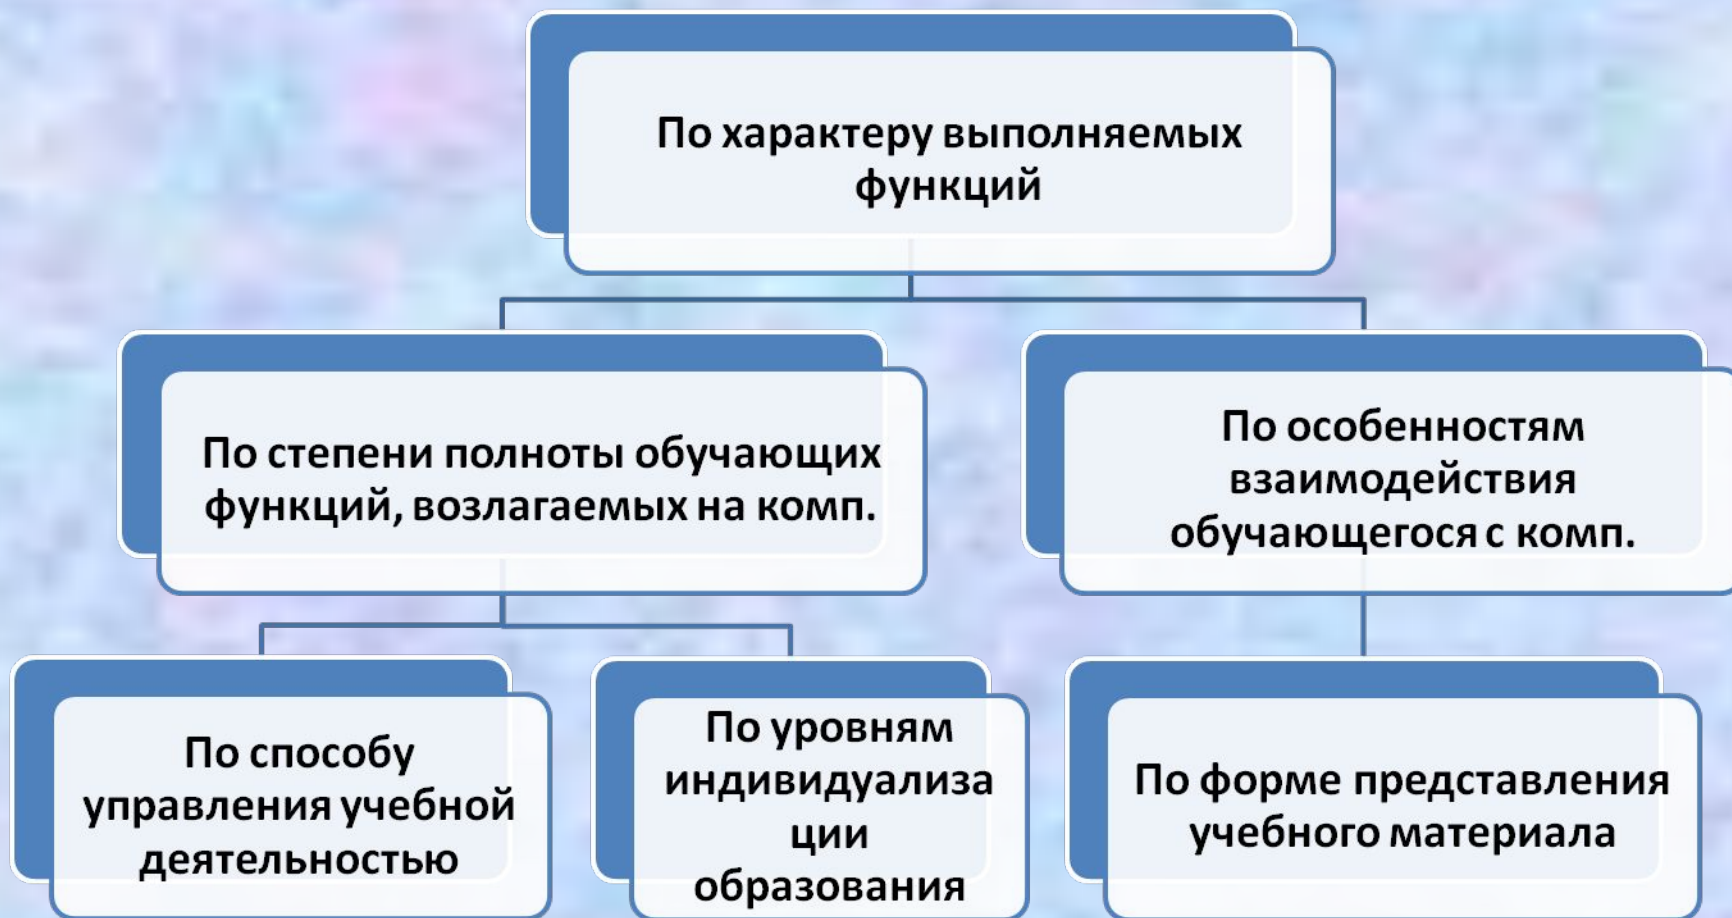 По характеру выполняемых
функций
По степени полноты обучающих
функций, возлагаемых на комп.
По особенностям
взаимодействия
обучающегося с комп.
По способу
управления учебной
деятельностью
По уровням
индивидуализа
ции
образования
По форме представления
учебного материала